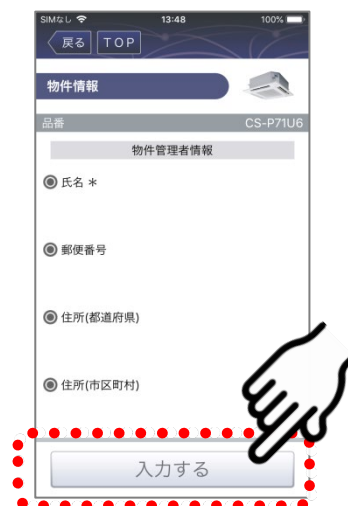 SIMなし 13:48 100%
戻る TOP
物件情報
品番 CS-P71U6
物件管理者情報
◉ 氏名 ＊
◉ 郵便番号
◉ 住所(都道府県)
◉ 住所(市区町村)
入力する